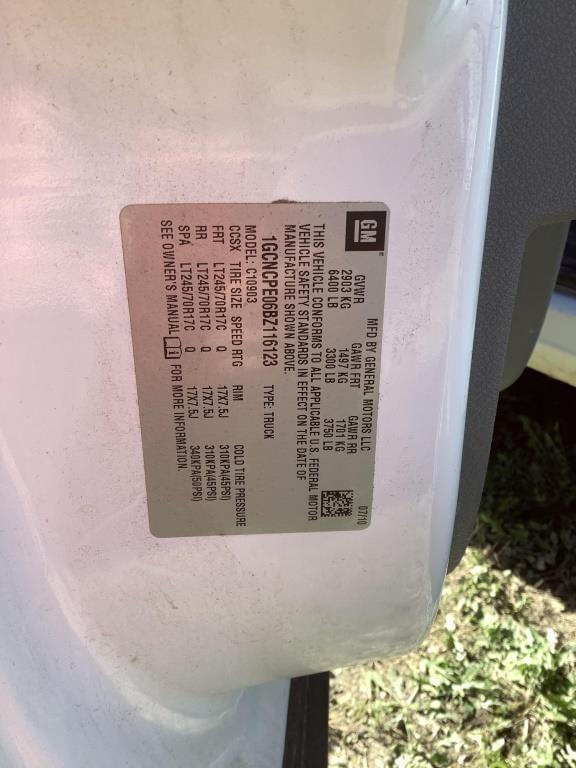 GM
MFD BY GENERAL MOTORS LLC 07/10
GVWR GAWR FRT GAWR RR
2903 KG 1497 KG 1701 KG
6400 LB 3300 LB 3750 LB
THIS VEHICLE CONFORMS TO ALL APPLICABLE U.S. FEDERAL MOTOR
VEHICLE SAFETY STANDARDS IN EFFECT ON THE DATE OF
MANUFACTURE SHOWN ABOVE.
1GCNCPE06BZ116123 TYPE: TRUCK
MODEL: C10903
CCSX TIRE SIZE SPEED RTG RIM COLD TIRE PRESSURE
FRT LT245/70R17C Q 17X7.5J 310KPA(45PSI)
RR LT245/70R17C Q 17X7.5J 310KPA(45PSI)
SPA LT245/70R17C Q 17X7.5J 340KPA(50PSI)
SEE OWNER'S MANUAL FOR MORE INFORMATION.